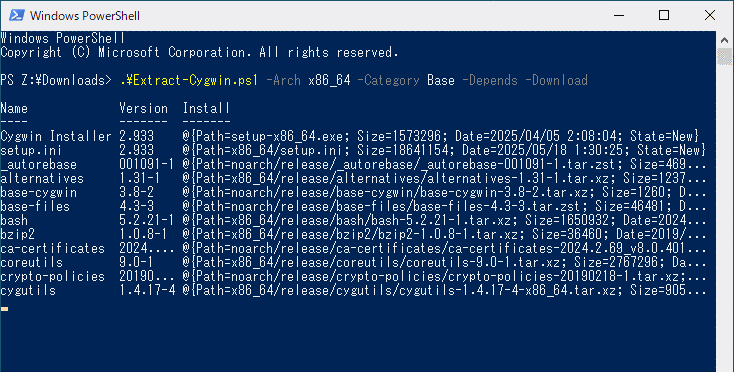 Windows PowerShell
Windows PowerShell
Copyright (C) Microsoft Corporation. All rights reserved.
PS Z:¥Downloads> .¥Extract-Cygwin.ps1 -Arch x86_64 -Category Base -Depends -Download
Name Version Install
---- ------- -------
Cygwin Installer 2.933 @{Path=setup-x86_64.exe; Size=1573296; Date=2025/04/05 2:08:04; State=New}
setup.ini 2.933 @{Path=x86_64/setup.ini; Size=18641154; Date=2025/05/18 1:30:25; State=New}
_autorebase 001091-1 @{Path=noarch/release/_autorebase/_autorebase-001091-1.tar.zst; Size=469...
alternatives 1.31-1 @{Path=x86_64/release/alternatives/alternatives-1.31-1.tar.xz; Size=1237...
base-cygwin 3.8-2 @{Path=noarch/release/base-cygwin/base-cygwin-3.8-2.tar.xz; Size=1260; D...
base-files 4.3-3 @{Path=noarch/release/base-files/base-files-4.3-3.tar.zst; Size=46481; D...
bash 5.2.21-1 @{Path=x86_64/release/bash/bash-5.2.21-1.tar.xz; Size=1650932; Date=2024...
bzip2 1.0.8-1 @{Path=x86_64/release/bzip2/bzip2-1.0.8-1.tar.xz; Size=36460; Date=2019/...
ca-certificates 2024.... @{Path=noarch/release/ca-certificates/ca-certificates-2024.2.69_v8.0.401...
coreutils 9.0-1 @{Path=x86_64/release/coreutils/coreutils-9.0-1.tar.xz; Size=2767296; Da...
crypto-policies 20190... @{Path=noarch/release/crypto-policies/crypto-policies-20190218-1.tar.xz;...
cygutils 1.4.17-4 @{Path=x86_64/release/cygutils/cygutils-1.4.17-4-x86_64.tar.xz; Size=905...